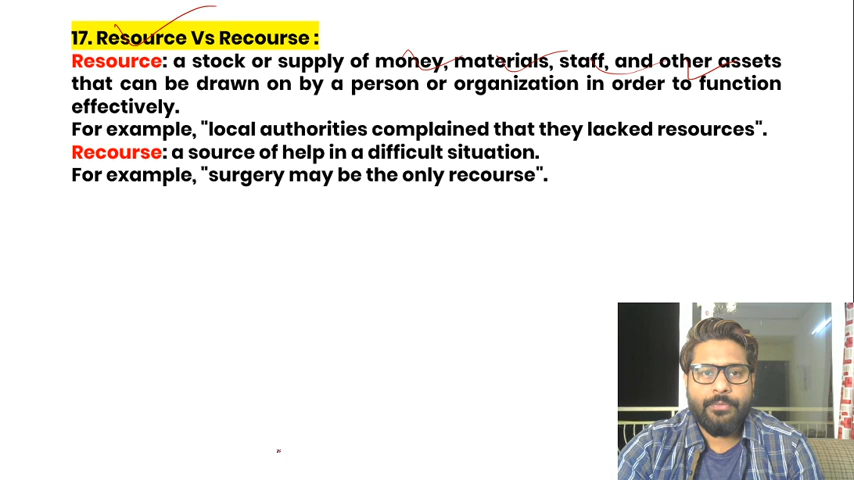 17. Resource Vs Recourse :
Resource: a stock or supply of money, materials, staff, and other assets
that can be drawn on by a person or organization in order to function
effectively.
For example, "local authorities complained that they lacked resources".
Recourse: a source of help in a difficult situation.
For example, "surgery may be the only recourse".